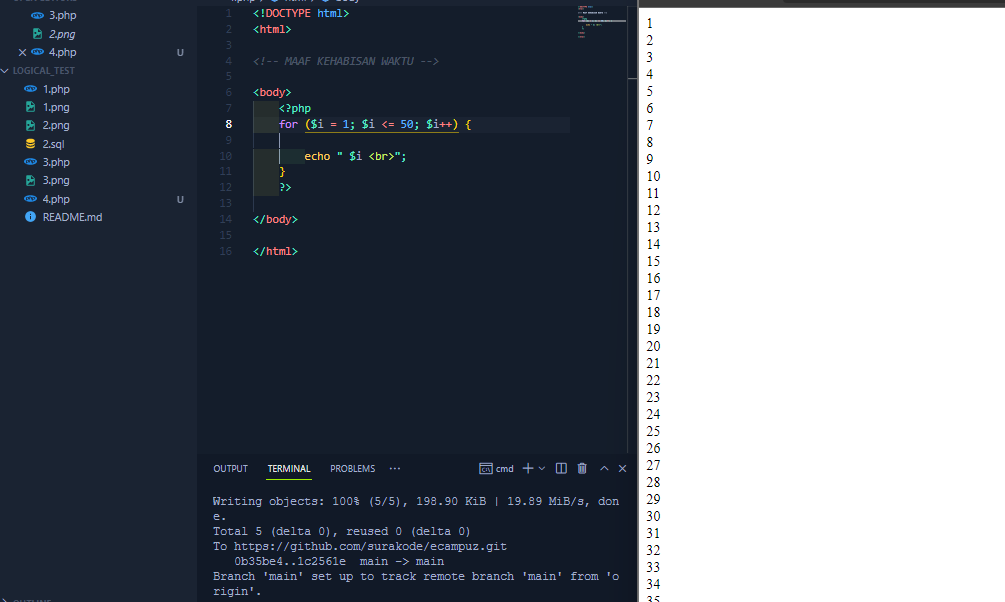 3.php
2.png
4.php U
LOGICAL_TEST
1.php
1.png
2.png
2.sql
3.php
3.png
4.php U
README.md
1 <!DOCTYPE html>
2 <html>
3
4 <!-- MAAF KEHABISAN WAKTU -->
5
6 <body>
7 <?php
8 for ($i = 1; $i <= 50; $i++) {
9
10 echo " $i <br>";
11 }
12 ?>
13
14 </body>
15
16 </html>
OUTPUT TERMINAL PROBLEMS ··· cmd
Writing objects: 100% (5/5), 198.90 KiB | 19.89 MiB/s, don
e.
Total 5 (delta 0), reused 0 (delta 0)
To https://github.com/surakode/ecampuz.git
0b35be4..1c2561e main -> main
Branch 'main' set up to track remote branch 'main' from 'o
rigin'.
1
2
3
4
5
6
7
8
9
10
11
12
13
14
15
16
17
18
19
20
21
22
23
24
25
26
27
28
29
30
31
32
33
34
35